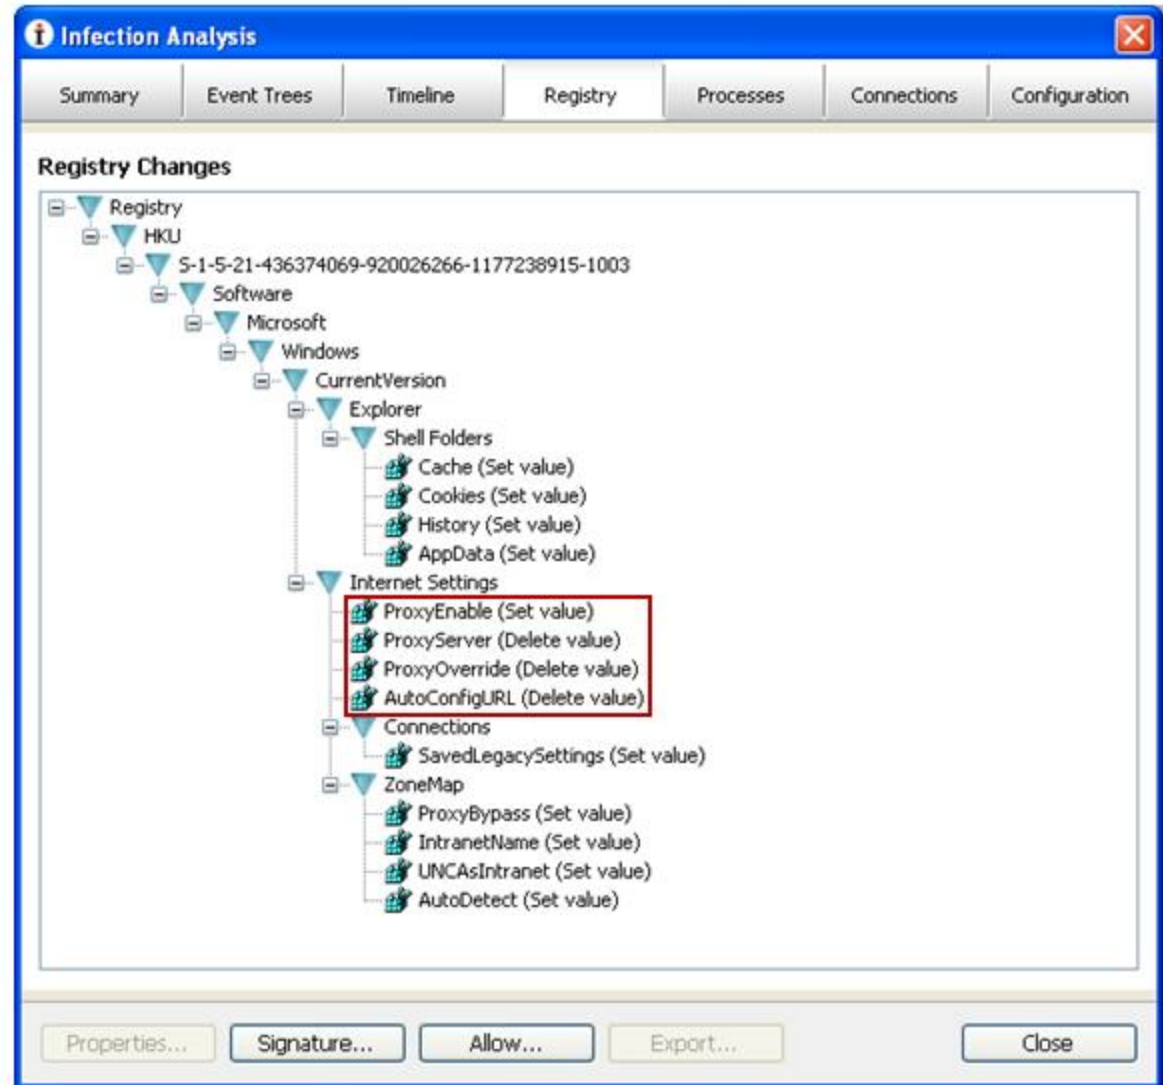 Infection Analysis
Summary Event Trees Timeline Registry Processes Connections Configuration
Registry Changes
Registry
HKU
S-1-5-21-436374069-920026266-1177238915-1003
Software
Microsoft
Windows
CurrentVersion
Explorer
Shell Folders
Cache (Set value)
Cookies (Set value)
History (Set value)
AppData (Set value)
Internet Settings
ProxyEnable (Set value)
ProxyServer (Delete value)
ProxyOverride (Delete value)
AutoConfigURL (Delete value)
Connections
SavedLegacySettings (Set value)
ZoneMap
ProxyBypass (Set value)
IntranetName (Set value)
UNCAsIntranet (Set value)
AutoDetect (Set value)
Properties... Signature... Allow... Export... Close